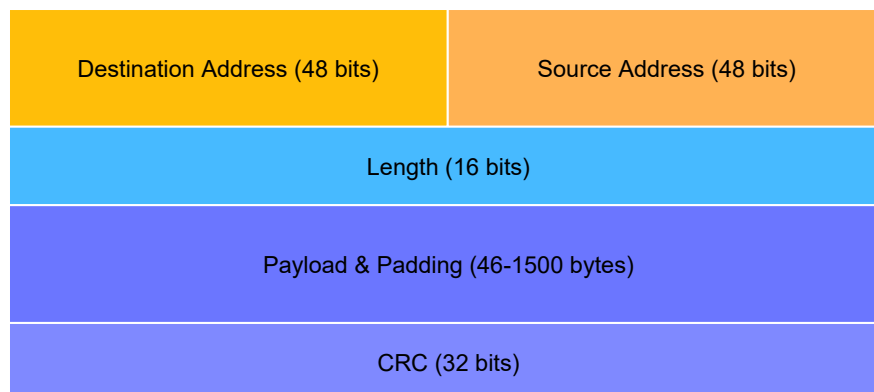 Destination Address (48 bits)
Source Address (48 bits)
Length (16 bits)
Payload & Padding (46-1500 bytes)
CRC (32 bits)